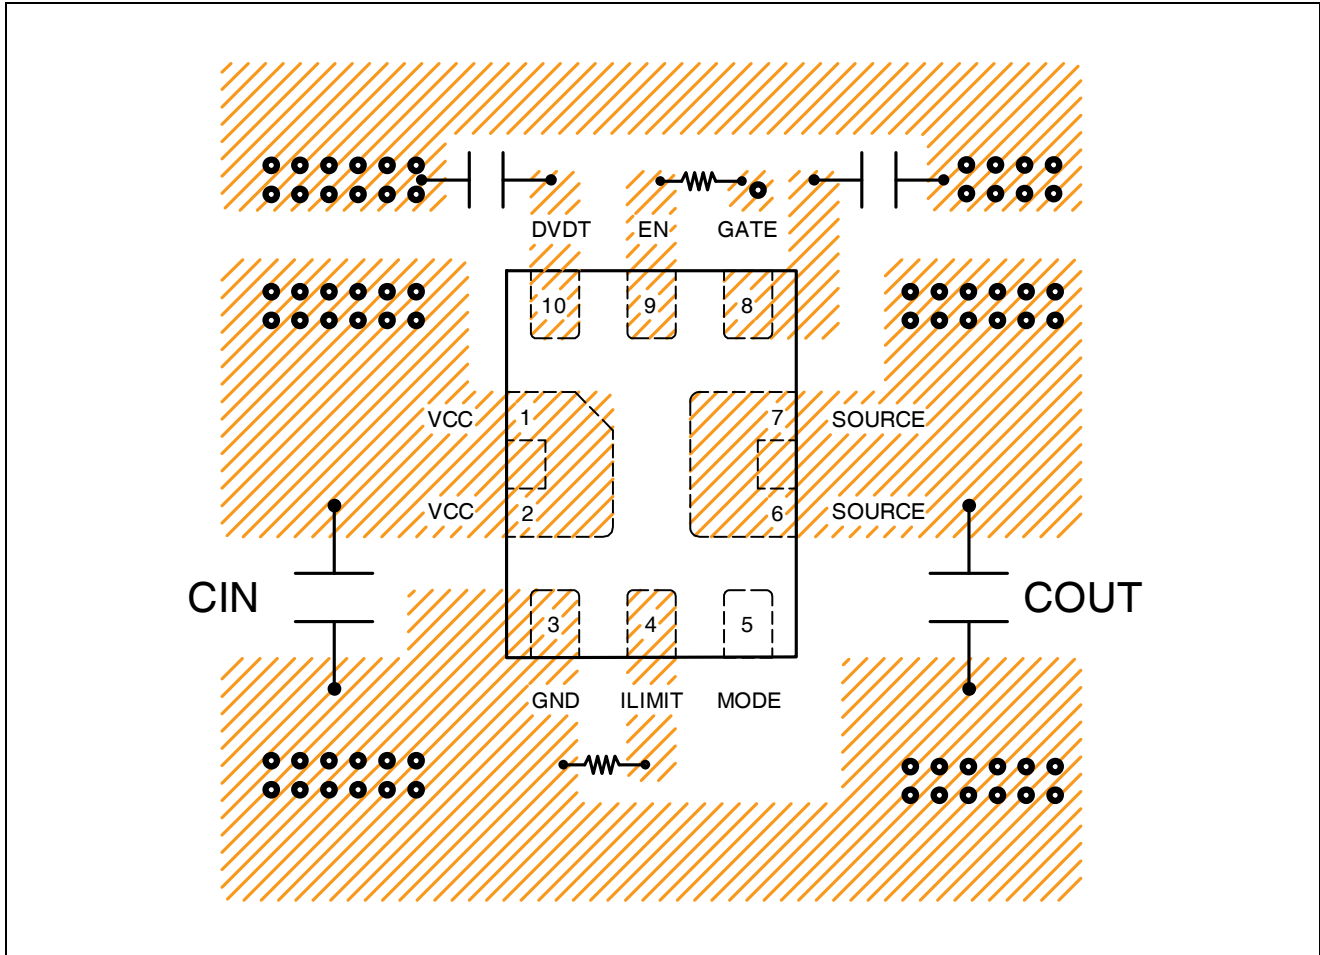 DVDT EN GATE
10 9 8
VCC 1 7 SOURCE
VCC 2 6 SOURCE
CIN COUT
3 4 5
GND ILIMIT MODE